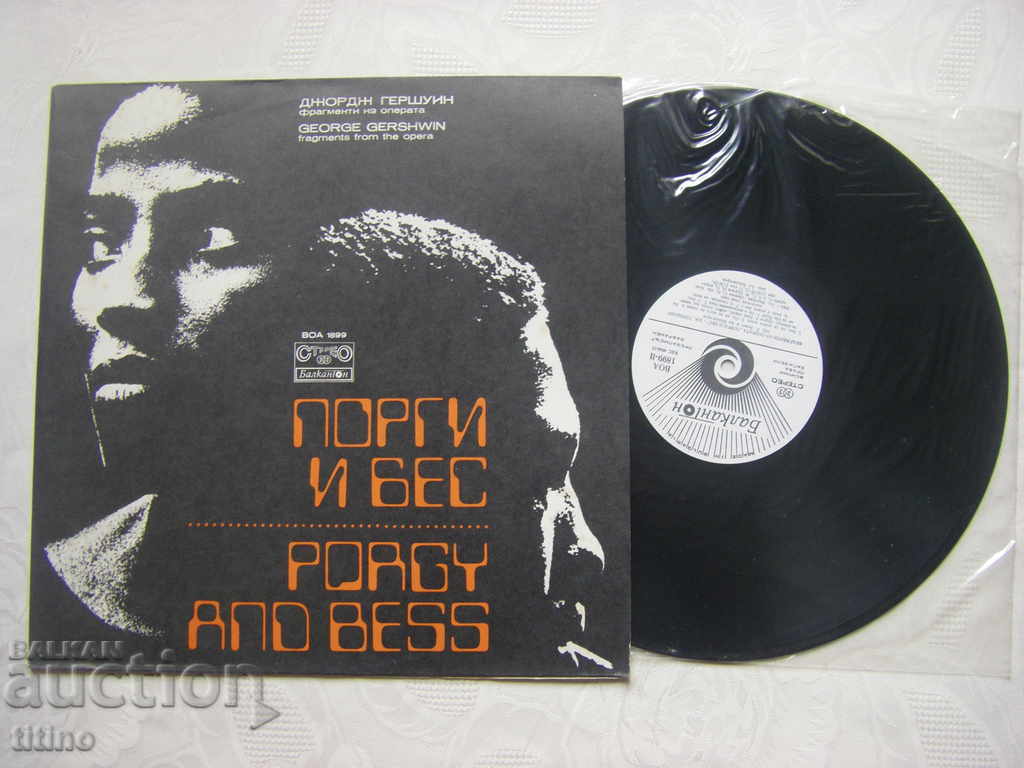 ДЖОРДЖ ГЕРШУИН
фрагменти из операта
GEORGE GERSHWIN
fragments from the opera
ВОА 1899
СТЕРЕО
Балкантон
ПОРГИ
И БЕС
PORGY
AND BESS
ВОА
1899-II
СТЕРЕО
Балкантон
BALKAN
auction
titino